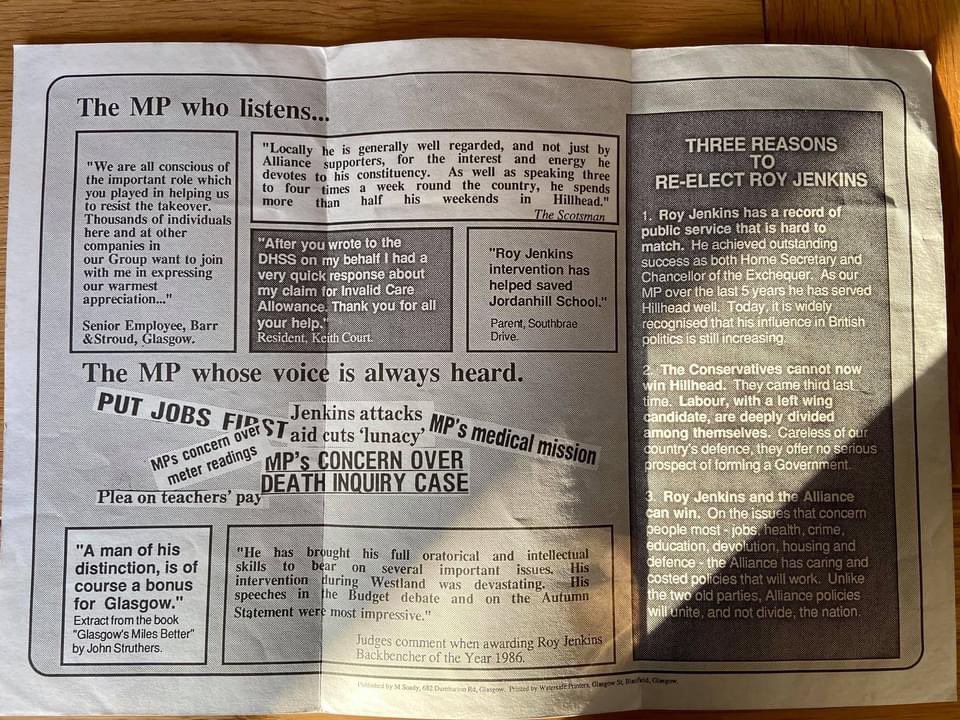 The MP who listens...
"We are all conscious of
the important role which
you played in helping us
to resist the takeover.
Thousands of individuals
here and at other
companies in
our Group want to join
with me in expressing
our warmest
appreciation..."
Senior Employee, Barr
&Stroud, Glasgow.
"Locally he is generally well regarded, and not just by
Alliance supporters, for the interest and energy he
devotes to his constituency. As well as speaking three
to four times a week round the country, he spends
more than half his weekends in Hillhead."
The Scotsman
"After you wrote to the
DHSS on my behalf I had a
very quick response about
my claim for Invalid Care
Allowance. Thank you for all
your help."
Resident, Keith Court.
"Roy Jenkins
intervention has
helped saved
Jordanhill School."
Parent, Southbrae
Drive.
The MP whose voice is always heard.
PUT JOBS FIRST
Jenkins attacks
aid cuts 'lunacy'
MP's medical mission
MPs concern over
meter readings
MP's CONCERN OVER
DEATH INQUIRY CASE
Plea on teachers' pay
"A man of his
distinction, is of
course a bonus
for Glasgow."
Extract from the book
"Glasgow's Miles Better"
by John Struthers.
"He has brought his full oratorical and intellectual
skills to bear on several important issues. His
intervention during Westland was devastating. His
speeches in the Budget debate and on the Autumn
Statement were most impressive."
Judges comment when awarding Roy Jenkins
Backbencher of the Year 1986.
THREE REASONS
TO
RE-ELECT ROY JENKINS
1. Roy Jenkins has a record of
public service that is hard to
match. He achieved outstanding
success as both Home Secretary and
Chancellor of the Exchequer. As our
MP over the last 5 years he has served
Hillhead well. Today, it is widely
recognised that his influence in British
politics is still increasing.
2. The Conservatives cannot now
win Hillhead. They came third last
time. Labour, with a left wing
candidate, are deeply divided
among themselves. Careless of our
country's defence, they offer no serious
prospect of forming a Government.
3. Roy Jenkins and the Alliance
can win. On the issues that concern
people most - jobs, health, crime,
education, devolution, housing and
defence - the Alliance has caring and
costed policies that will work. Unlike
the two old parties, Alliance policies
will unite, and not divide, the nation.
Published by M. 682 Dumbarton Rd, Glasgow. Printed by Waterside Printers, Glasgow St, Glasgow.